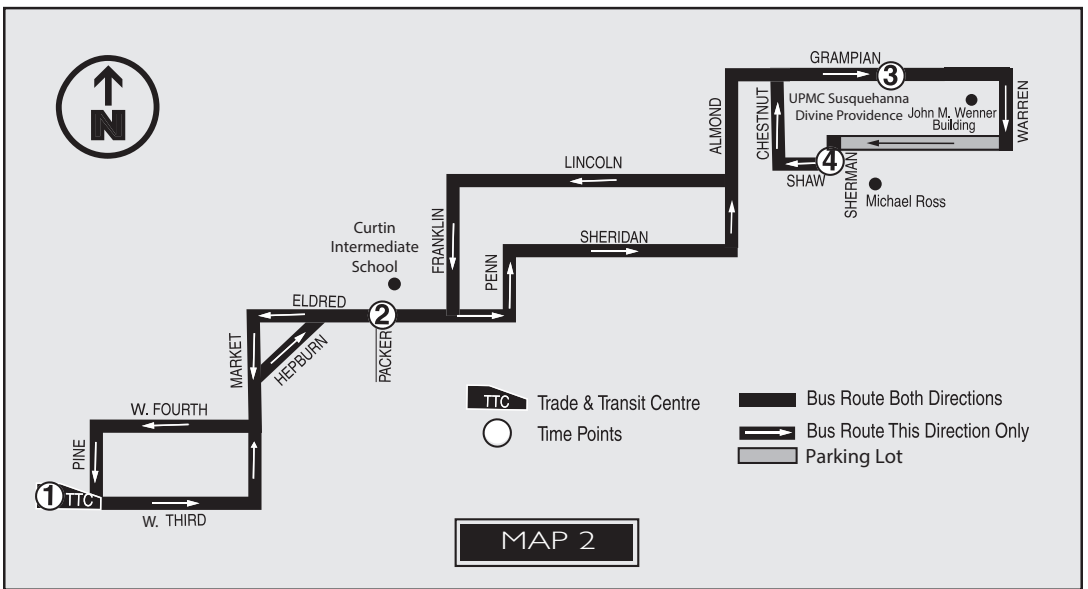 N
GRAMPIAN
3
UPMC Susquehanna
Divine Providence
John M. Wenner
Building
WARREN
ALMOND
CHESTNUT
4
SHAW
SHERMAN
Michael Ross
LINCOLN
FRANKLIN
SHERIDAN
PENN
Curtin
Intermediate
School
ELDRED
2
PACKER
MARKET
HEPBURN
W. FOURTH
PINE
1
TTC
W. THIRD
TTC Trade & Transit Centre
Time Points
Bus Route Both Directions
Bus Route This Direction Only
Parking Lot
MAP 2